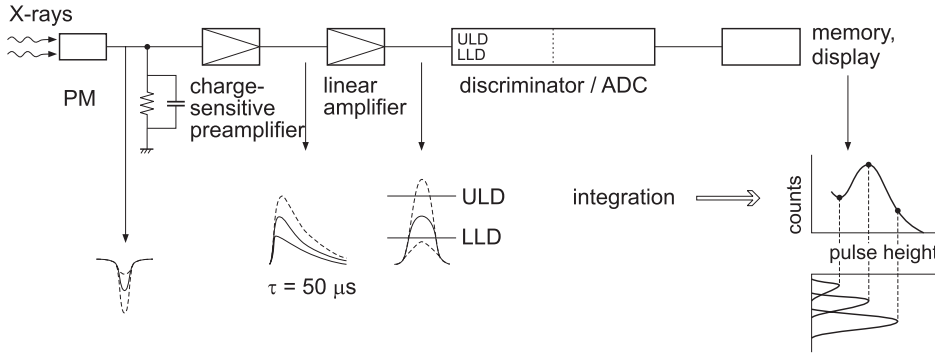 X-rays
PM
charge-
sensitive
preamplifier
linear
amplifier
ULD
LLD
discriminator / ADC
memory,
display
ULD
LLD
integration
counts
pulse height
τ = 50 μs